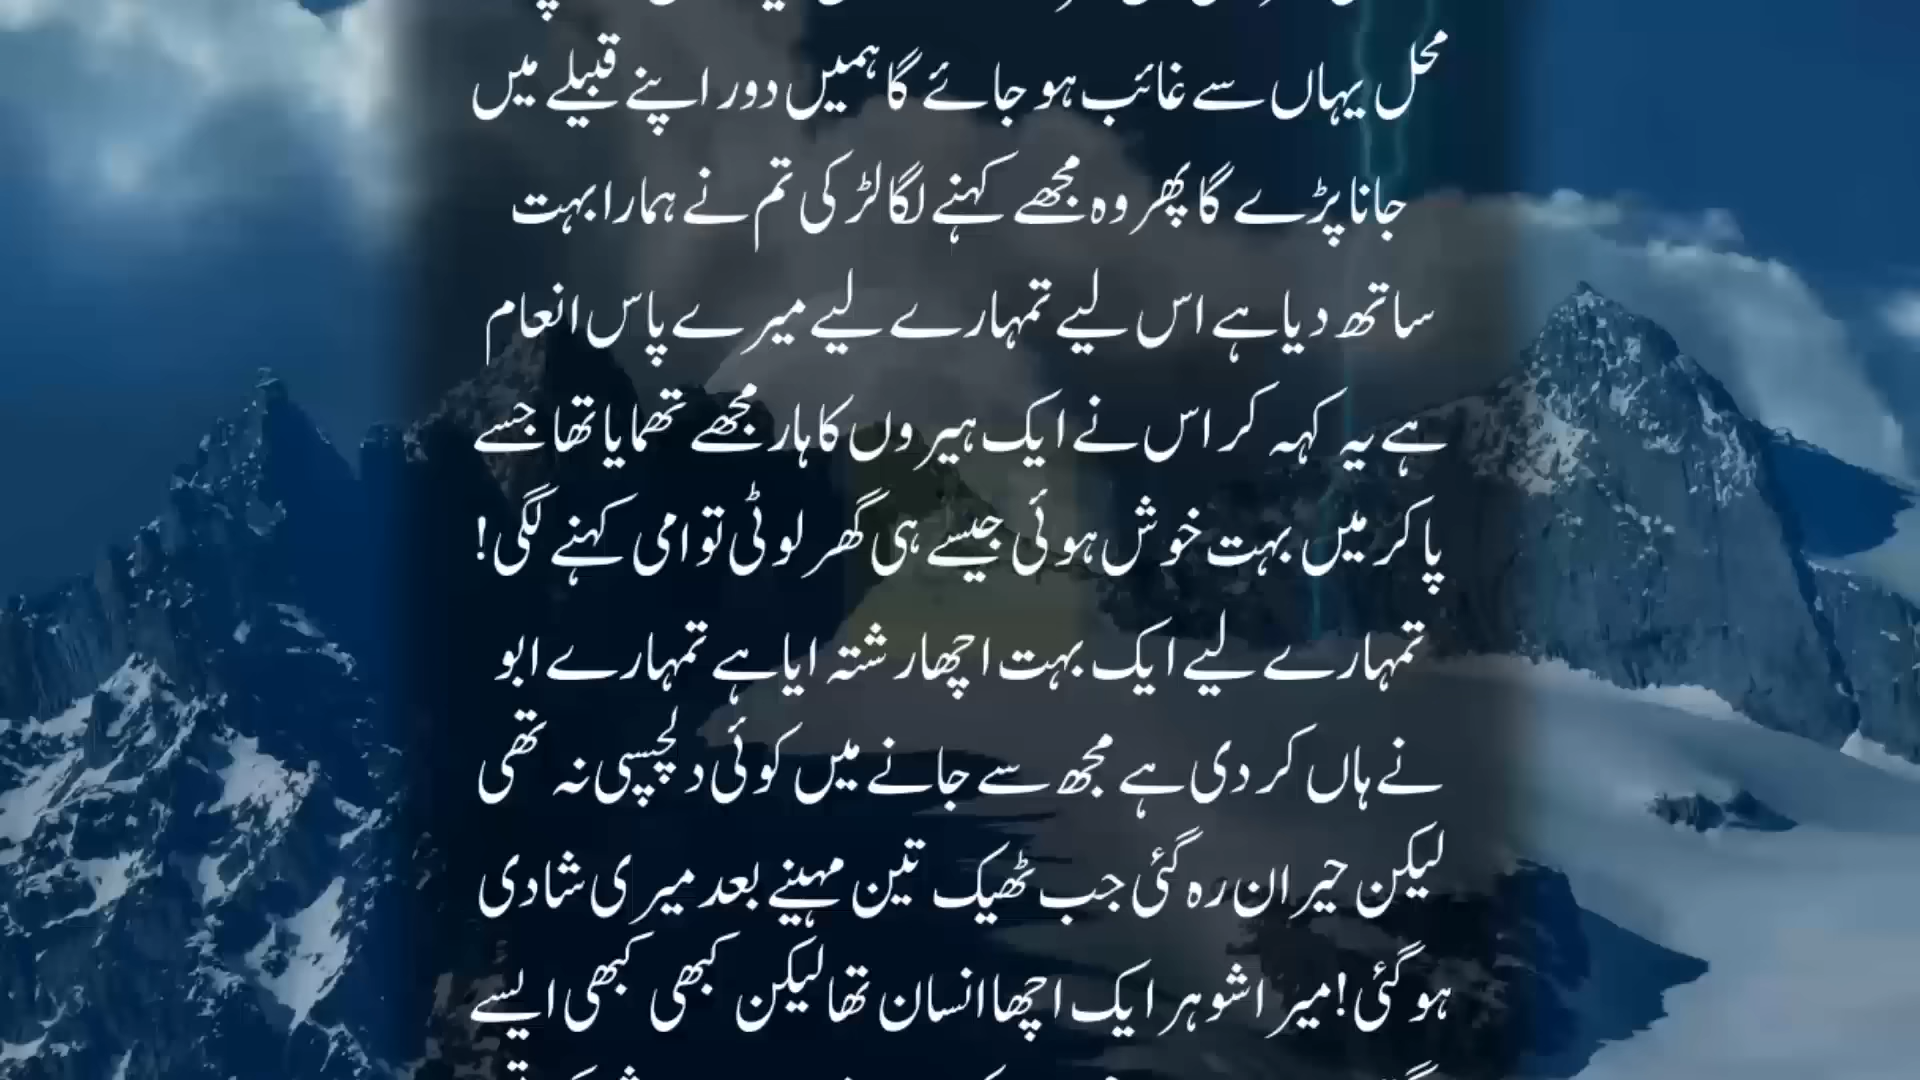 محل یہاں سے غائب ہو جائے گا ہمیں دور اپنے قبیلے میں
جانا پڑے گا پھر وہ مجھے کہنے لگا لڑکی تم نے ہمارا بہت
ساتھ دیا ہے اس لیے تمہارے لیے میرے پاس انعام
ہے یہ کہہ کر اس نے ایک ہیروں کا ہار مجھے تھمایا تھا جسے
پا کر میں بہت خوش ہوئی جیسے ہی گھر لوٹی تو امی کہنے لگی!
تمہارے لیے ایک بہت اچھا رشتہ ایا ہے تمہارے ابو
نے ہاں کر دی ہے مجھ سے جانے میں کوئی دلچسپی نہ تھی
لیکن حیران رہ گئی جب ٹھیک تین مہینے بعد میری شادی
ہو گئی! میرا شوہر ایک اچھا انسان تھا لیکن کبھی کبھی ایسے